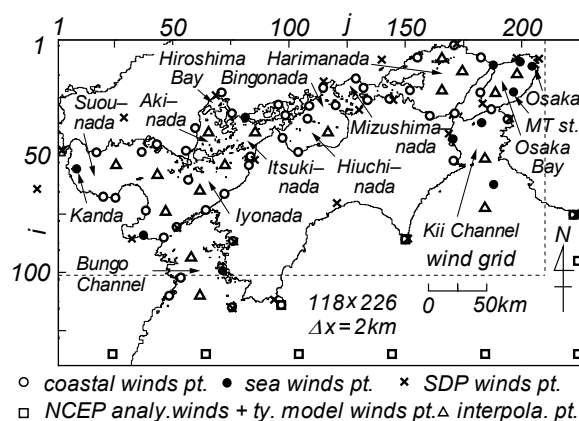 1 50 100 j 150 200
1
50
i
100
Hiroshima
Bay
Bingonada
Harimanada
Suou-
nada
Aki-
nada
Osaka
MT st.
Osaka
Bay
Mizushima
nada
Itsuki-
nada
Hiuchi-
nada
Kanda
Iyonada
Kii Channel
Bungo
Channel
wind grid
N
118x226
Δx=2km
0 50km
coastal winds pt. sea winds pt. SDP winds pt.
NCEP analy.winds + ty. model winds pt. interpola. pt.